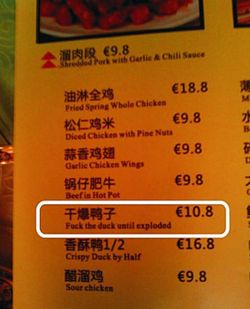 溜肉段 €9.8
Shredded Pork with Garlic & Chili Sauce
油淋全鸡 €18.8
Fried Spring Whole Chicken
松仁鸡米 €9.8
Diced Chicken with Pine Nuts
蒜香鸡翅 €9.8
Garlic Chicken Wings
锅仔肥牛 €9.8
Beef in Hot Pot
干爆鸭子 €10.8
Fuck the duck until exploded
香酥鸭1/2 €16.8
Crispy Duck by Half
醋溜鸡 €9.8
Sour chicken